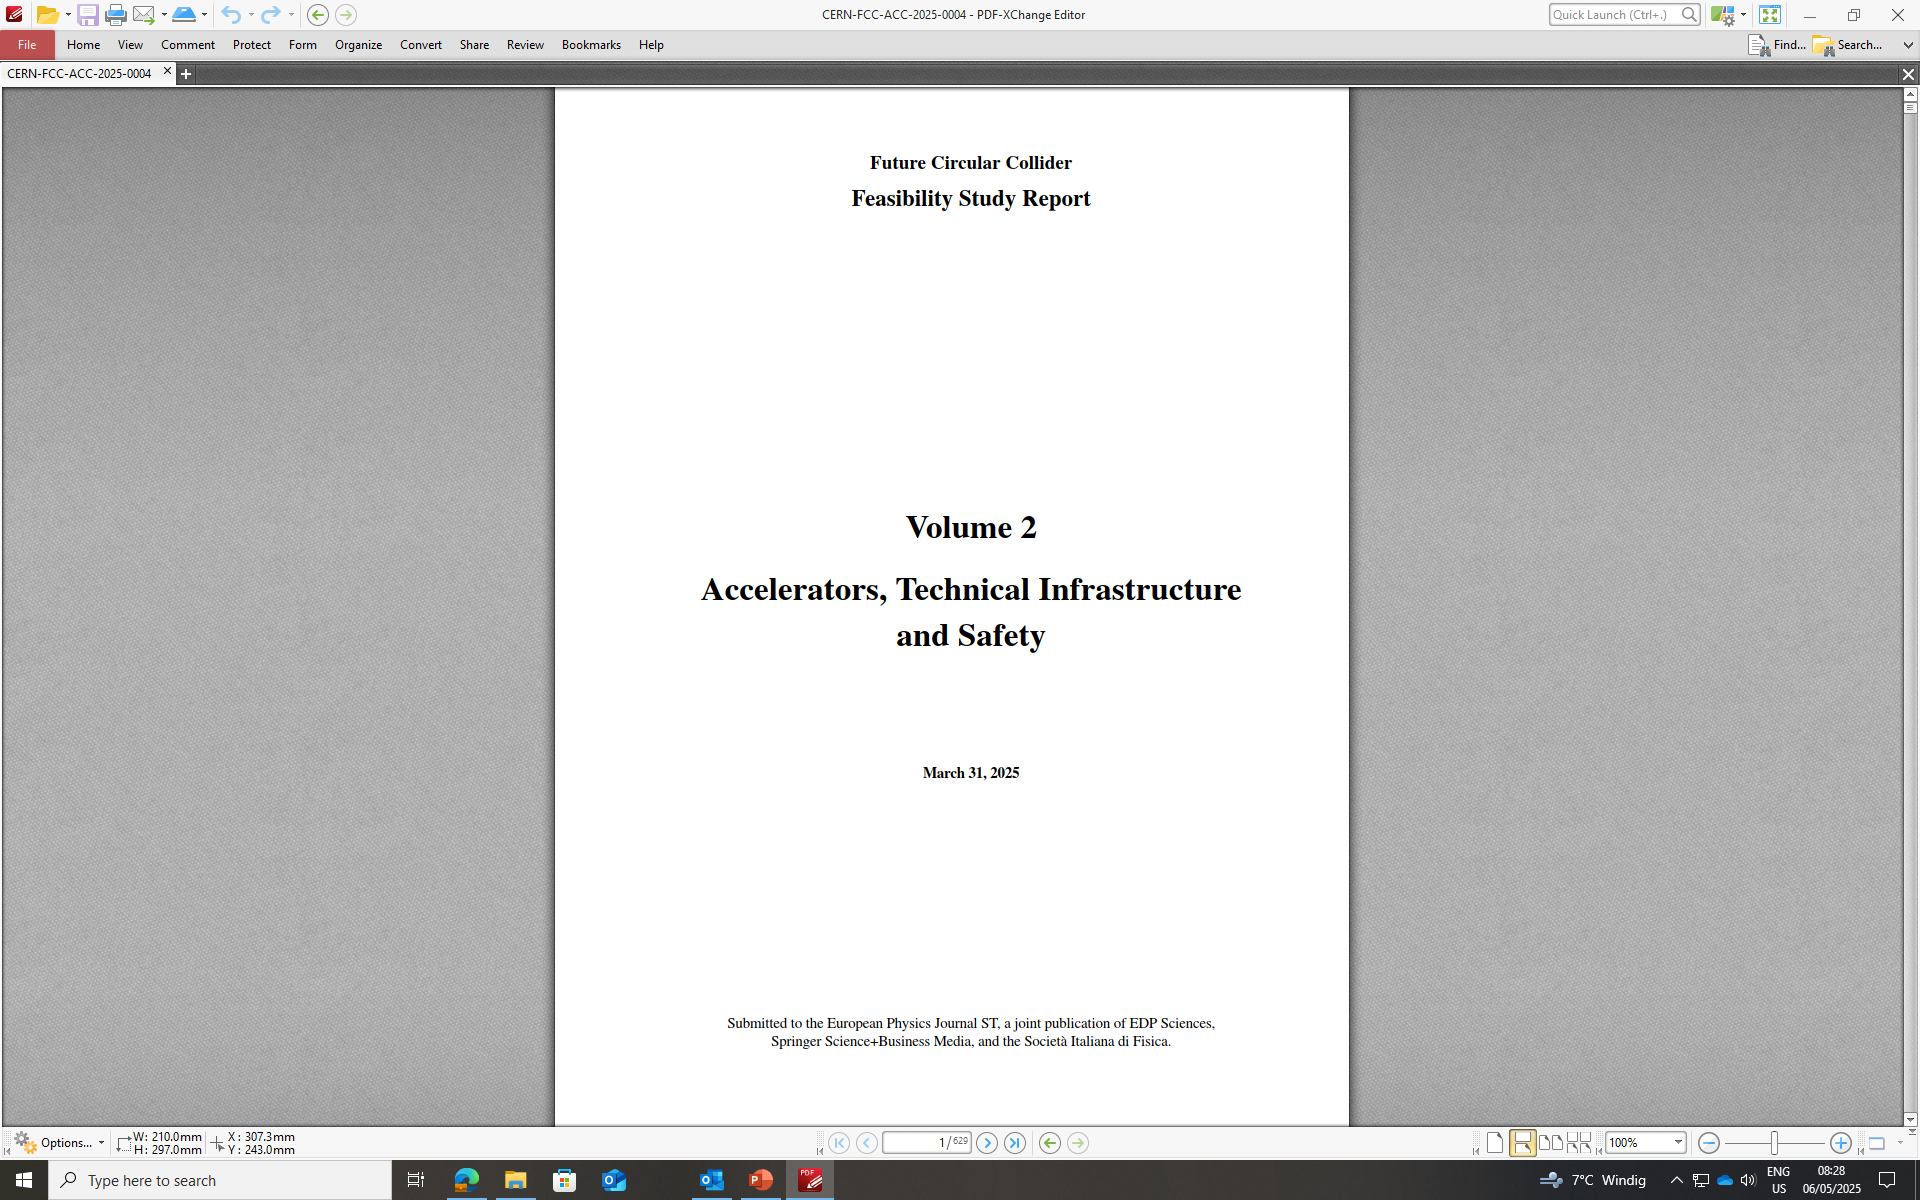 CERN-FCC-ACC-2025-0004 - PDF-XChange Editor
Quick Launch (Ctrl+.)
File Home View Comment Protect Form Organize Convert Share Review Bookmarks Help
Find... Search...
CERN-FCC-ACC-2025-0004
Future Circular Collider
Feasibility Study Report
Volume 2
Accelerators, Technical Infrastructure
and Safety
March 31, 2025
Submitted to the European Physics Journal ST, a joint publication of EDP Sciences,
Springer Science+Business Media, and the Società Italiana di Fisica.
Options...
W: 210.0mm
H: 297.0mm
X : 307.3mm
Y : 243.0mm
1 / 629
100%
Type here to search
PDF
7°C Windig
ENG
US
08:28
06/05/2025